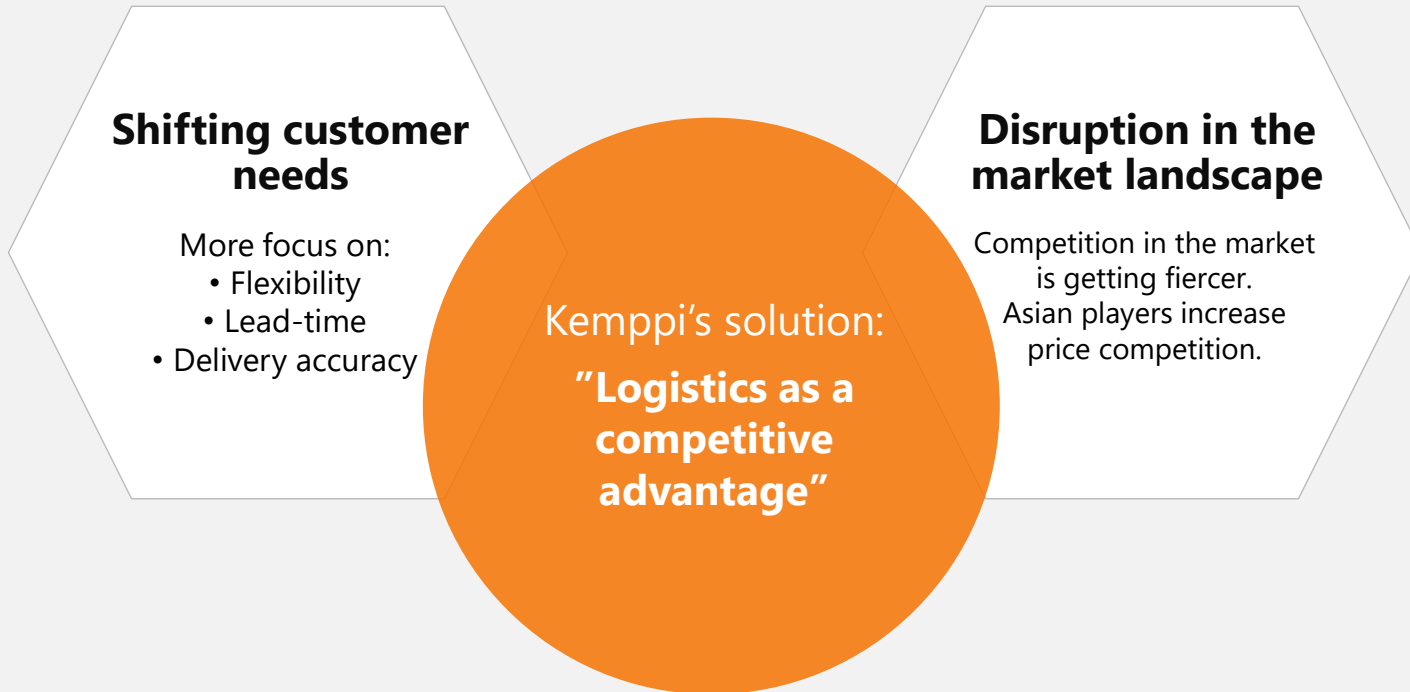 Shifting customer
needs
More focus on:
• Flexibility
• Lead-time
• Delivery accuracy
Kemppi’s solution:
”Logistics as a
competitive
advantage”
Disruption in the
market landscape
Competition in the market
is getting fiercer.
Asian players increase
price competition.